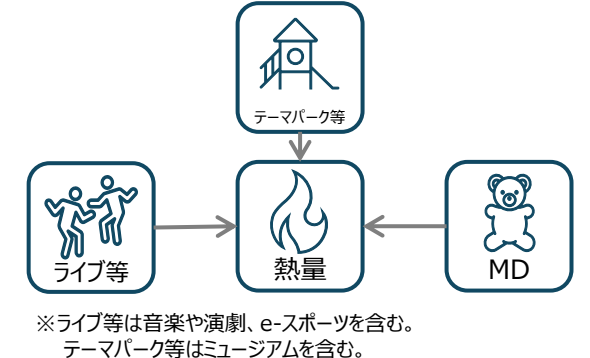 テーマパーク等
ライブ等
熱量
MD
※ライブ等は音楽や演劇、e-スポーツを含む。
テーマパーク等はミュージアムを含む。